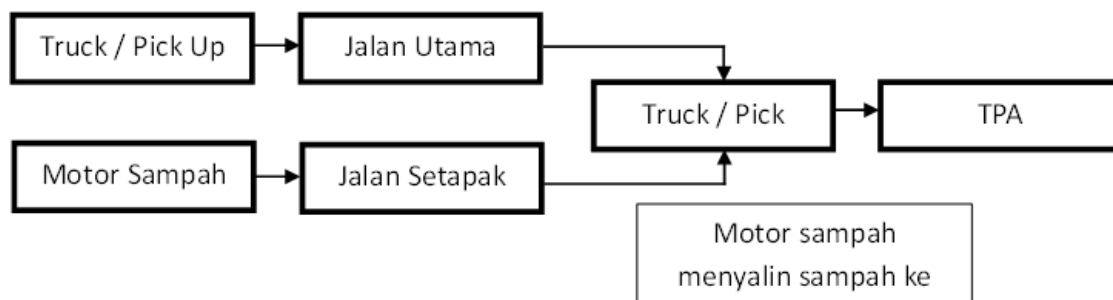 Truck / Pick Up
Jalan Utama
Truck / Pick
TPA
Motor Sampah
Jalan Setapak
Motor sampah
menyalin sampah ke